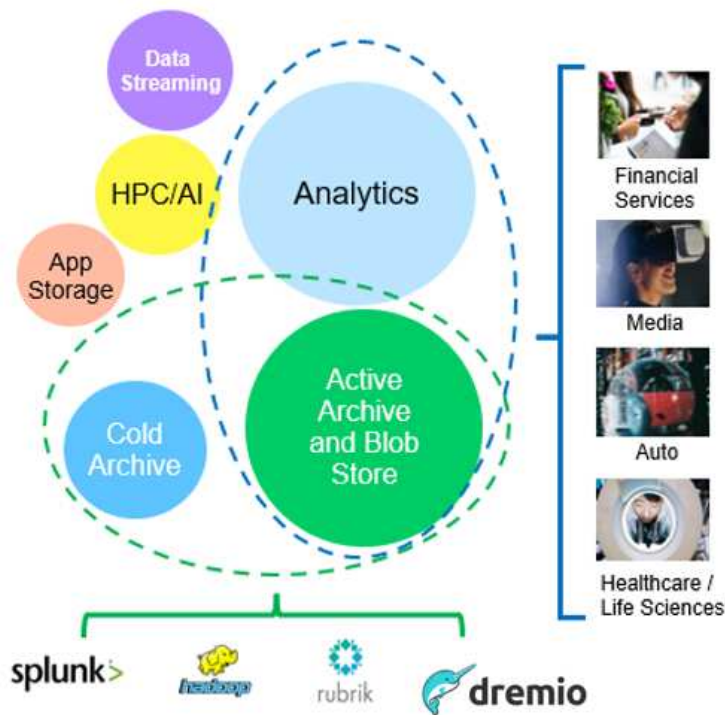 Data
Streaming
HPC/AI
App
Storage
Analytics
Cold
Archive
Active
Archive
and Blob
Store
Financial
Services
Media
Auto
Healthcare /
Life Sciences
splunk>
hadoop
rubrik
dremio